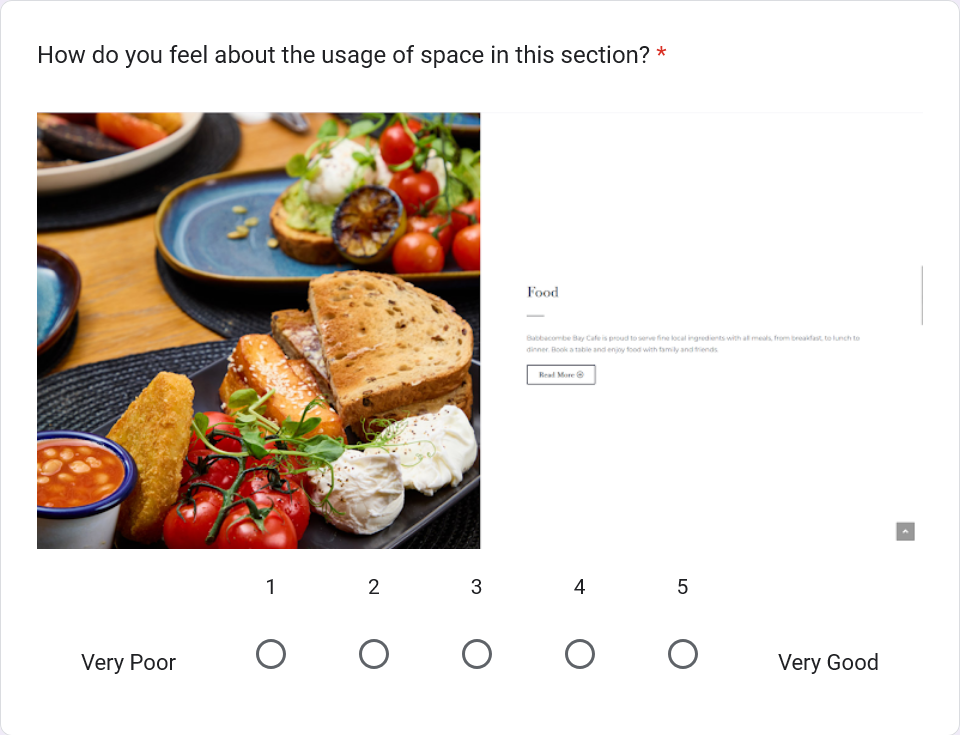 How do you feel about the usage of space in this section? *
Food
Babbacombe Bay Cafe is proud to serve fine local ingredients with all meals, from breakfast, to lunch to
dinner. Book a table and enjoy food with family and friends.
Read More
1 2 3 4 5
Very Poor Very Good